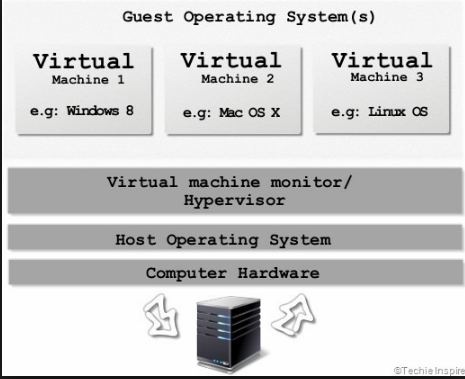 Guest Operating System(s)
Virtual
Machine 1
e.g: Windows 8
Virtual
Machine 2
e.g: Mac OS X
Virtual
Machine 3
e.g: Linux OS
Virtual machine monitor/
Hypervisor
Host Operating System
Computer Hardware
©Techie Inspire